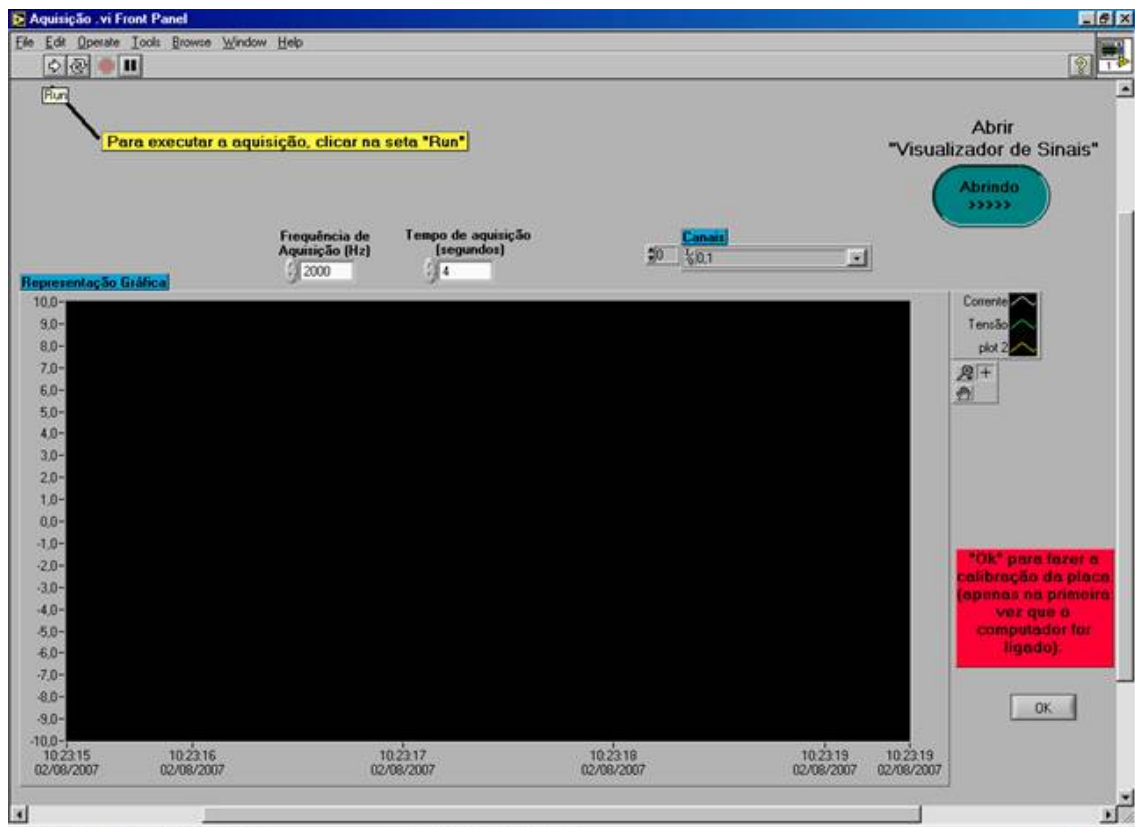 Aquisição .vi Front Panel
File Edit Operate Tools Browse Window Help
Run
Para executar a aquisição, clicar na seta "Run"
Abrir
"Visualizador de Sinais"
Abrindo
>>>>>
Frequência de
Aquisição (Hz)
2000
Tempo de aquisição
(segundos)
4
Canais
0
0,1
Representação Gráfica
10,0
9,0
8,0
7,0
6,0
5,0
4,0
3,0
2,0
1,0
0,0
-1,0
-2,0
-3,0
-4,0
-5,0
-6,0
-7,0
-8,0
-9,0
-10,0
10:23:15 10:23:16 10:23:17 10:23:18 10:23:19 10:23:19
02/08/2007 02/08/2007 02/08/2007 02/08/2007 02/08/2007 02/08/2007
Corrente
Tensão
plot 2
"Ok" para fazer a
calibração da placa
(apenas na primeira
vez que o
computador for
ligado).
OK